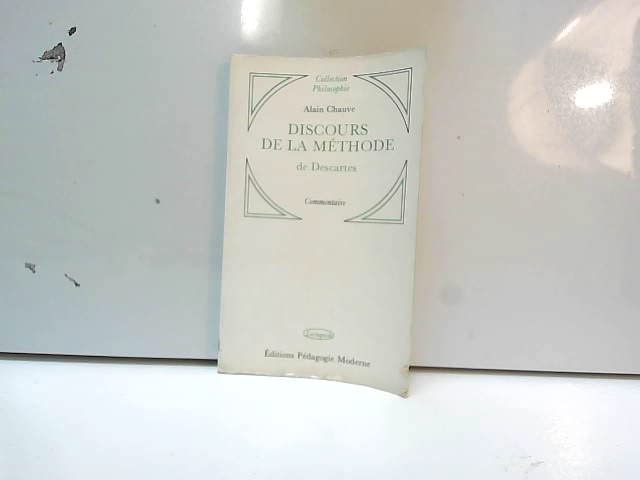 Collection
Philosophie
Alain Chauve
DISCOURS
DE LA MÉTHODE
de Descartes
Commentaire
Éditions Pédagogie Moderne